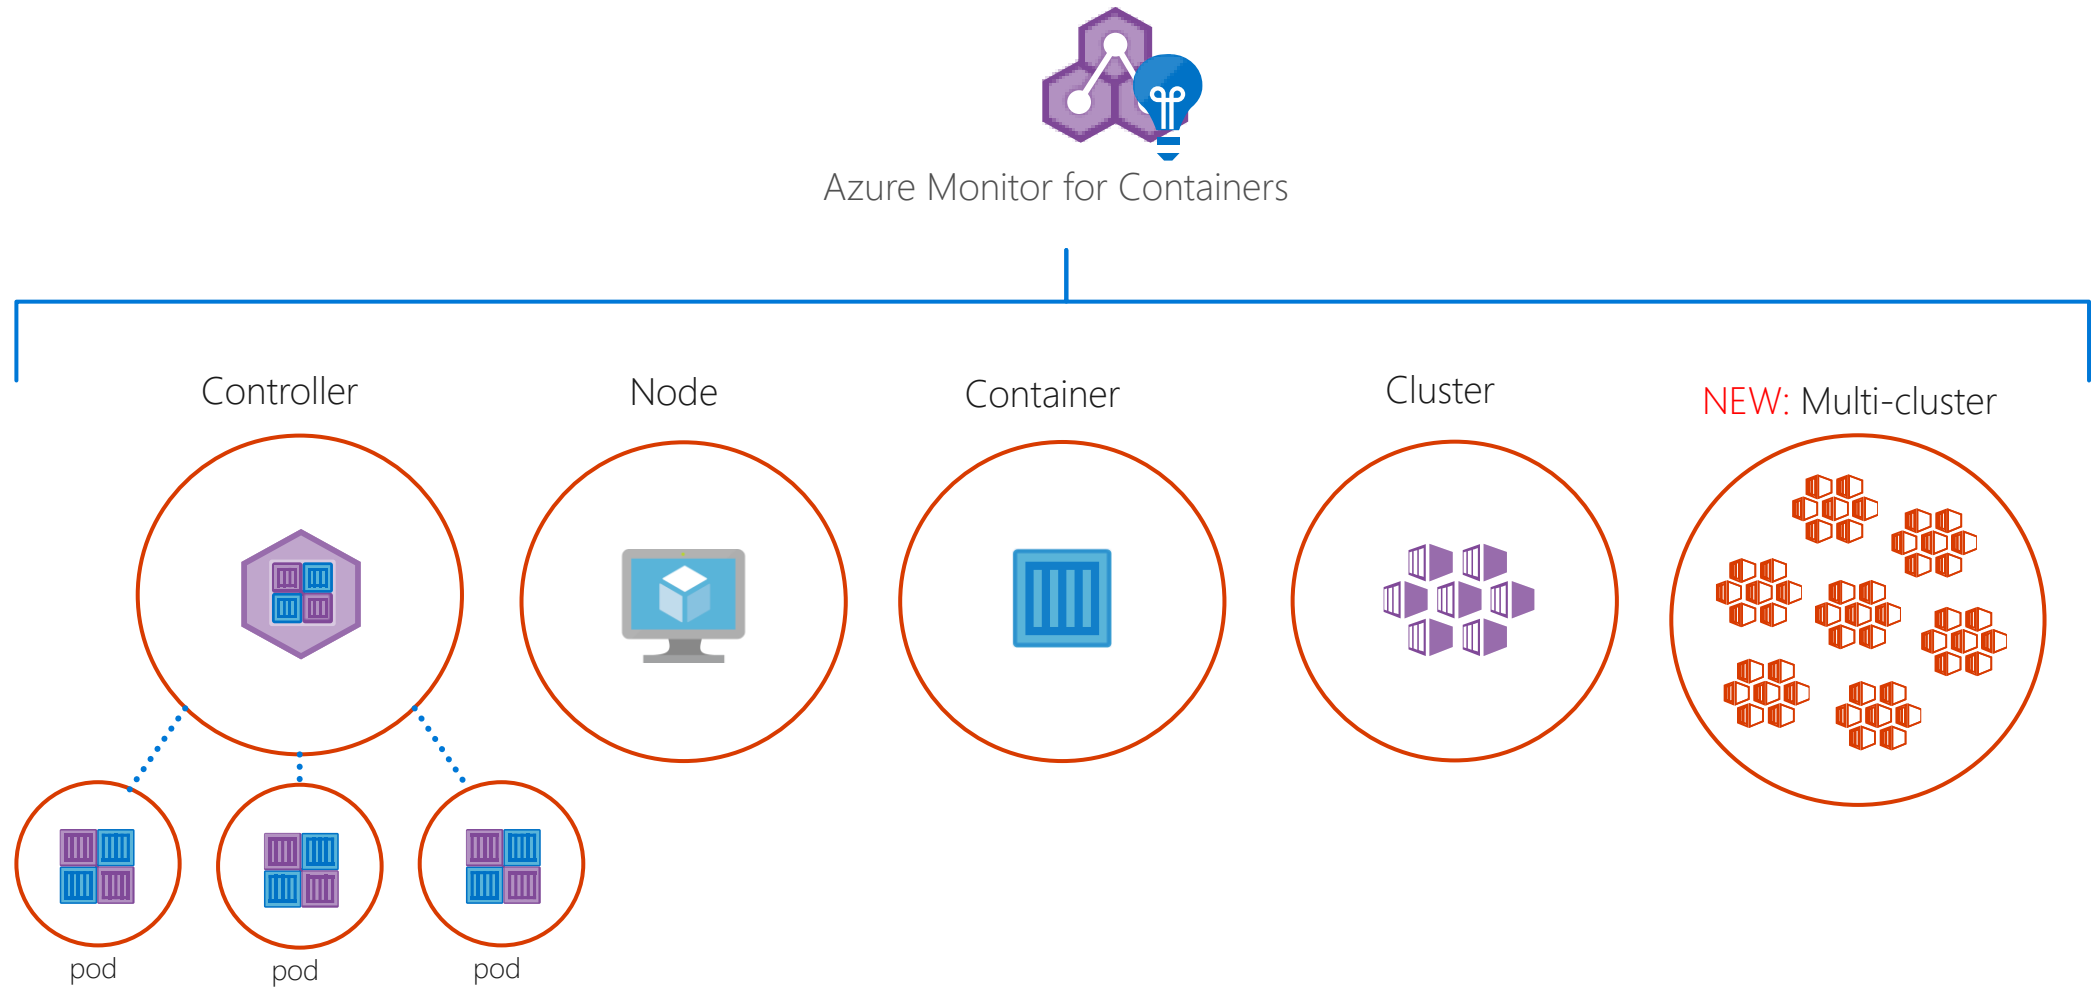 Azure Monitor for Containers
Controller
Node
Container
Cluster
NEW: Multi-cluster
pod
pod
pod